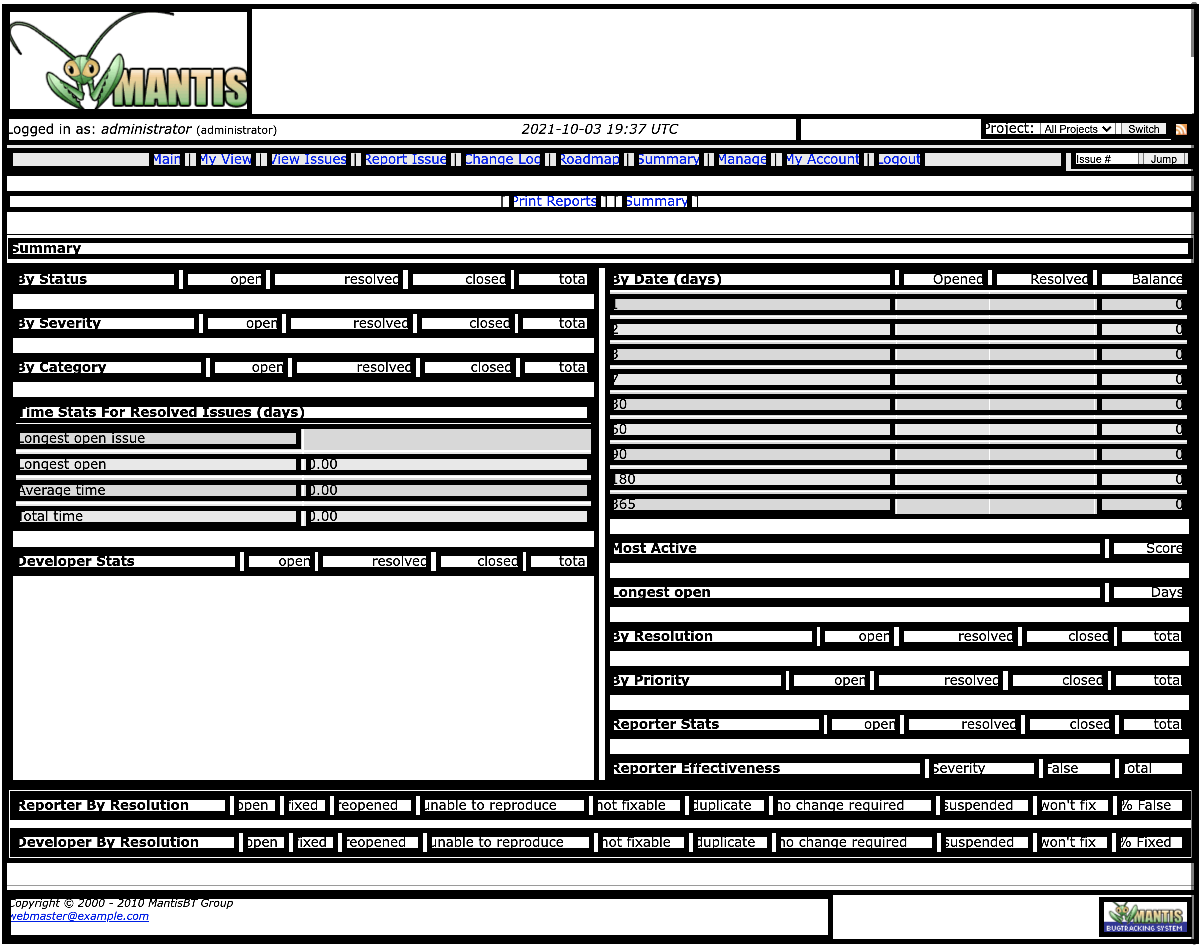 MANTIS
Logged in as: administrator (administrator) 2021-10-03 19:37 UTC Project: All Projects Switch
Main | My View | View Issues | Report Issue | Change Log | Roadmap | Summary | Manage | My Account | Logout Issue # Jump
[ Print Reports ] [ Summary ]
Summary
By Status open resolved closed total
By Severity open resolved closed total
By Category open resolved closed total
Time Stats For Resolved Issues (days)
Longest open issue
Longest open 0.00
Average time 0.00
Total time 0.00
Developer Stats open resolved closed total
By Date (days) Opened Resolved Balance
1 0
2 0
3 0
7 0
30 0
60 0
90 0
180 0
365 0
Most Active Score
Longest open Days
By Resolution open resolved closed total
By Priority open resolved closed total
Reporter Stats open resolved closed total
Reporter Effectiveness Severity False Total
Reporter By Resolution open fixed reopened unable to reproduce not fixable duplicate no change required suspended won't fix % False
Developer By Resolution open fixed reopened unable to reproduce not fixable duplicate no change required suspended won't fix % Fixed
Copyright © 2000 - 2010 MantisBT Group
webmaster@example.com
MANTIS
BUGTRACKING SYSTEM